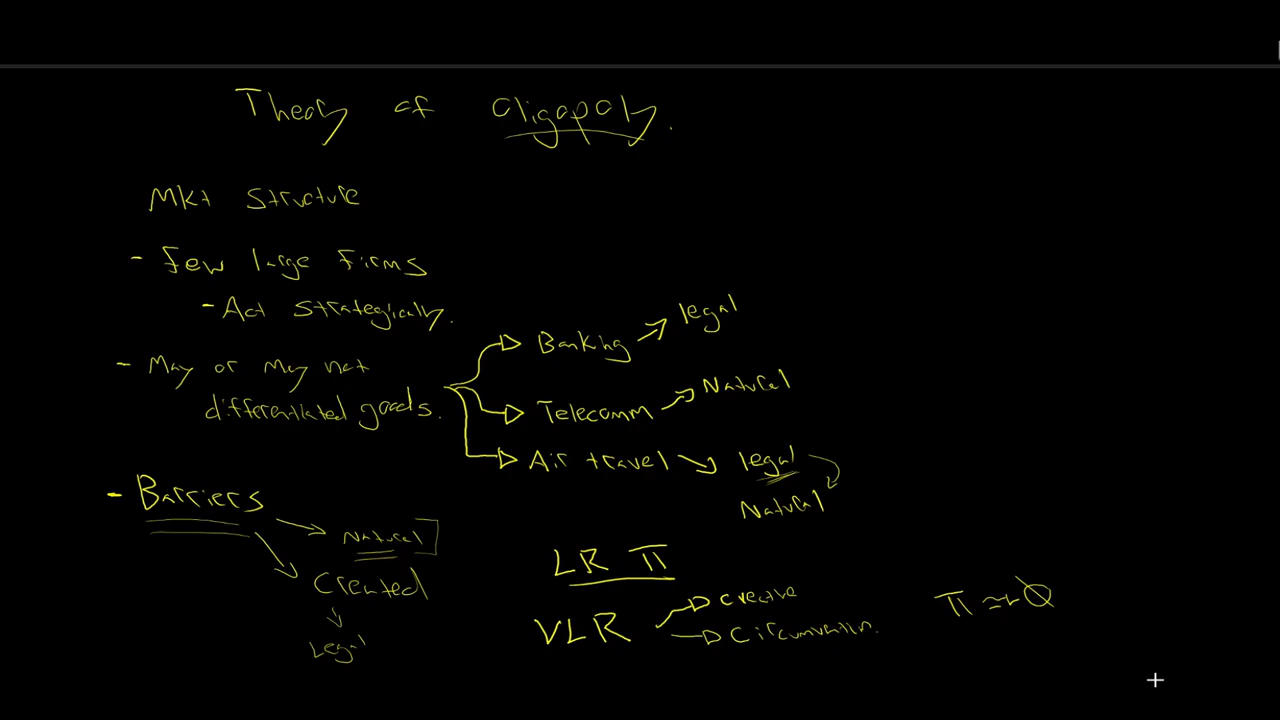 Theory of Oligopoly.
Mkt Structure
- Few large Firms
- Act Strategically.
- May or May not
differentiated goods.
Banking → legal
Telecomm → Natural
Air travel → legal
Natural
- Barriers
Natural
Created
Legal
LR π
VLR
Creative
Circumvention.
π → 0